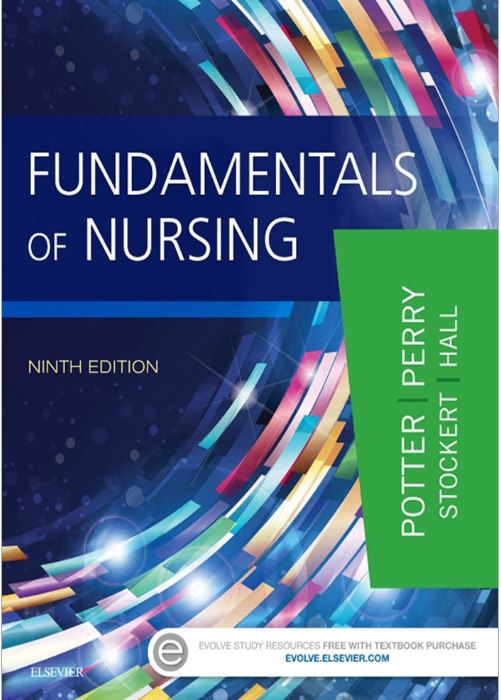 FUNDAMENTALS
OF NURSING
NINTH EDITION
POTTER | PERRY
STOCKERT | HALL
e
EVOLVE STUDY RESOURCES FREE WITH TEXTBOOK PURCHASE
EVOLVE.ELSEVIER.COM
ELSEVIER